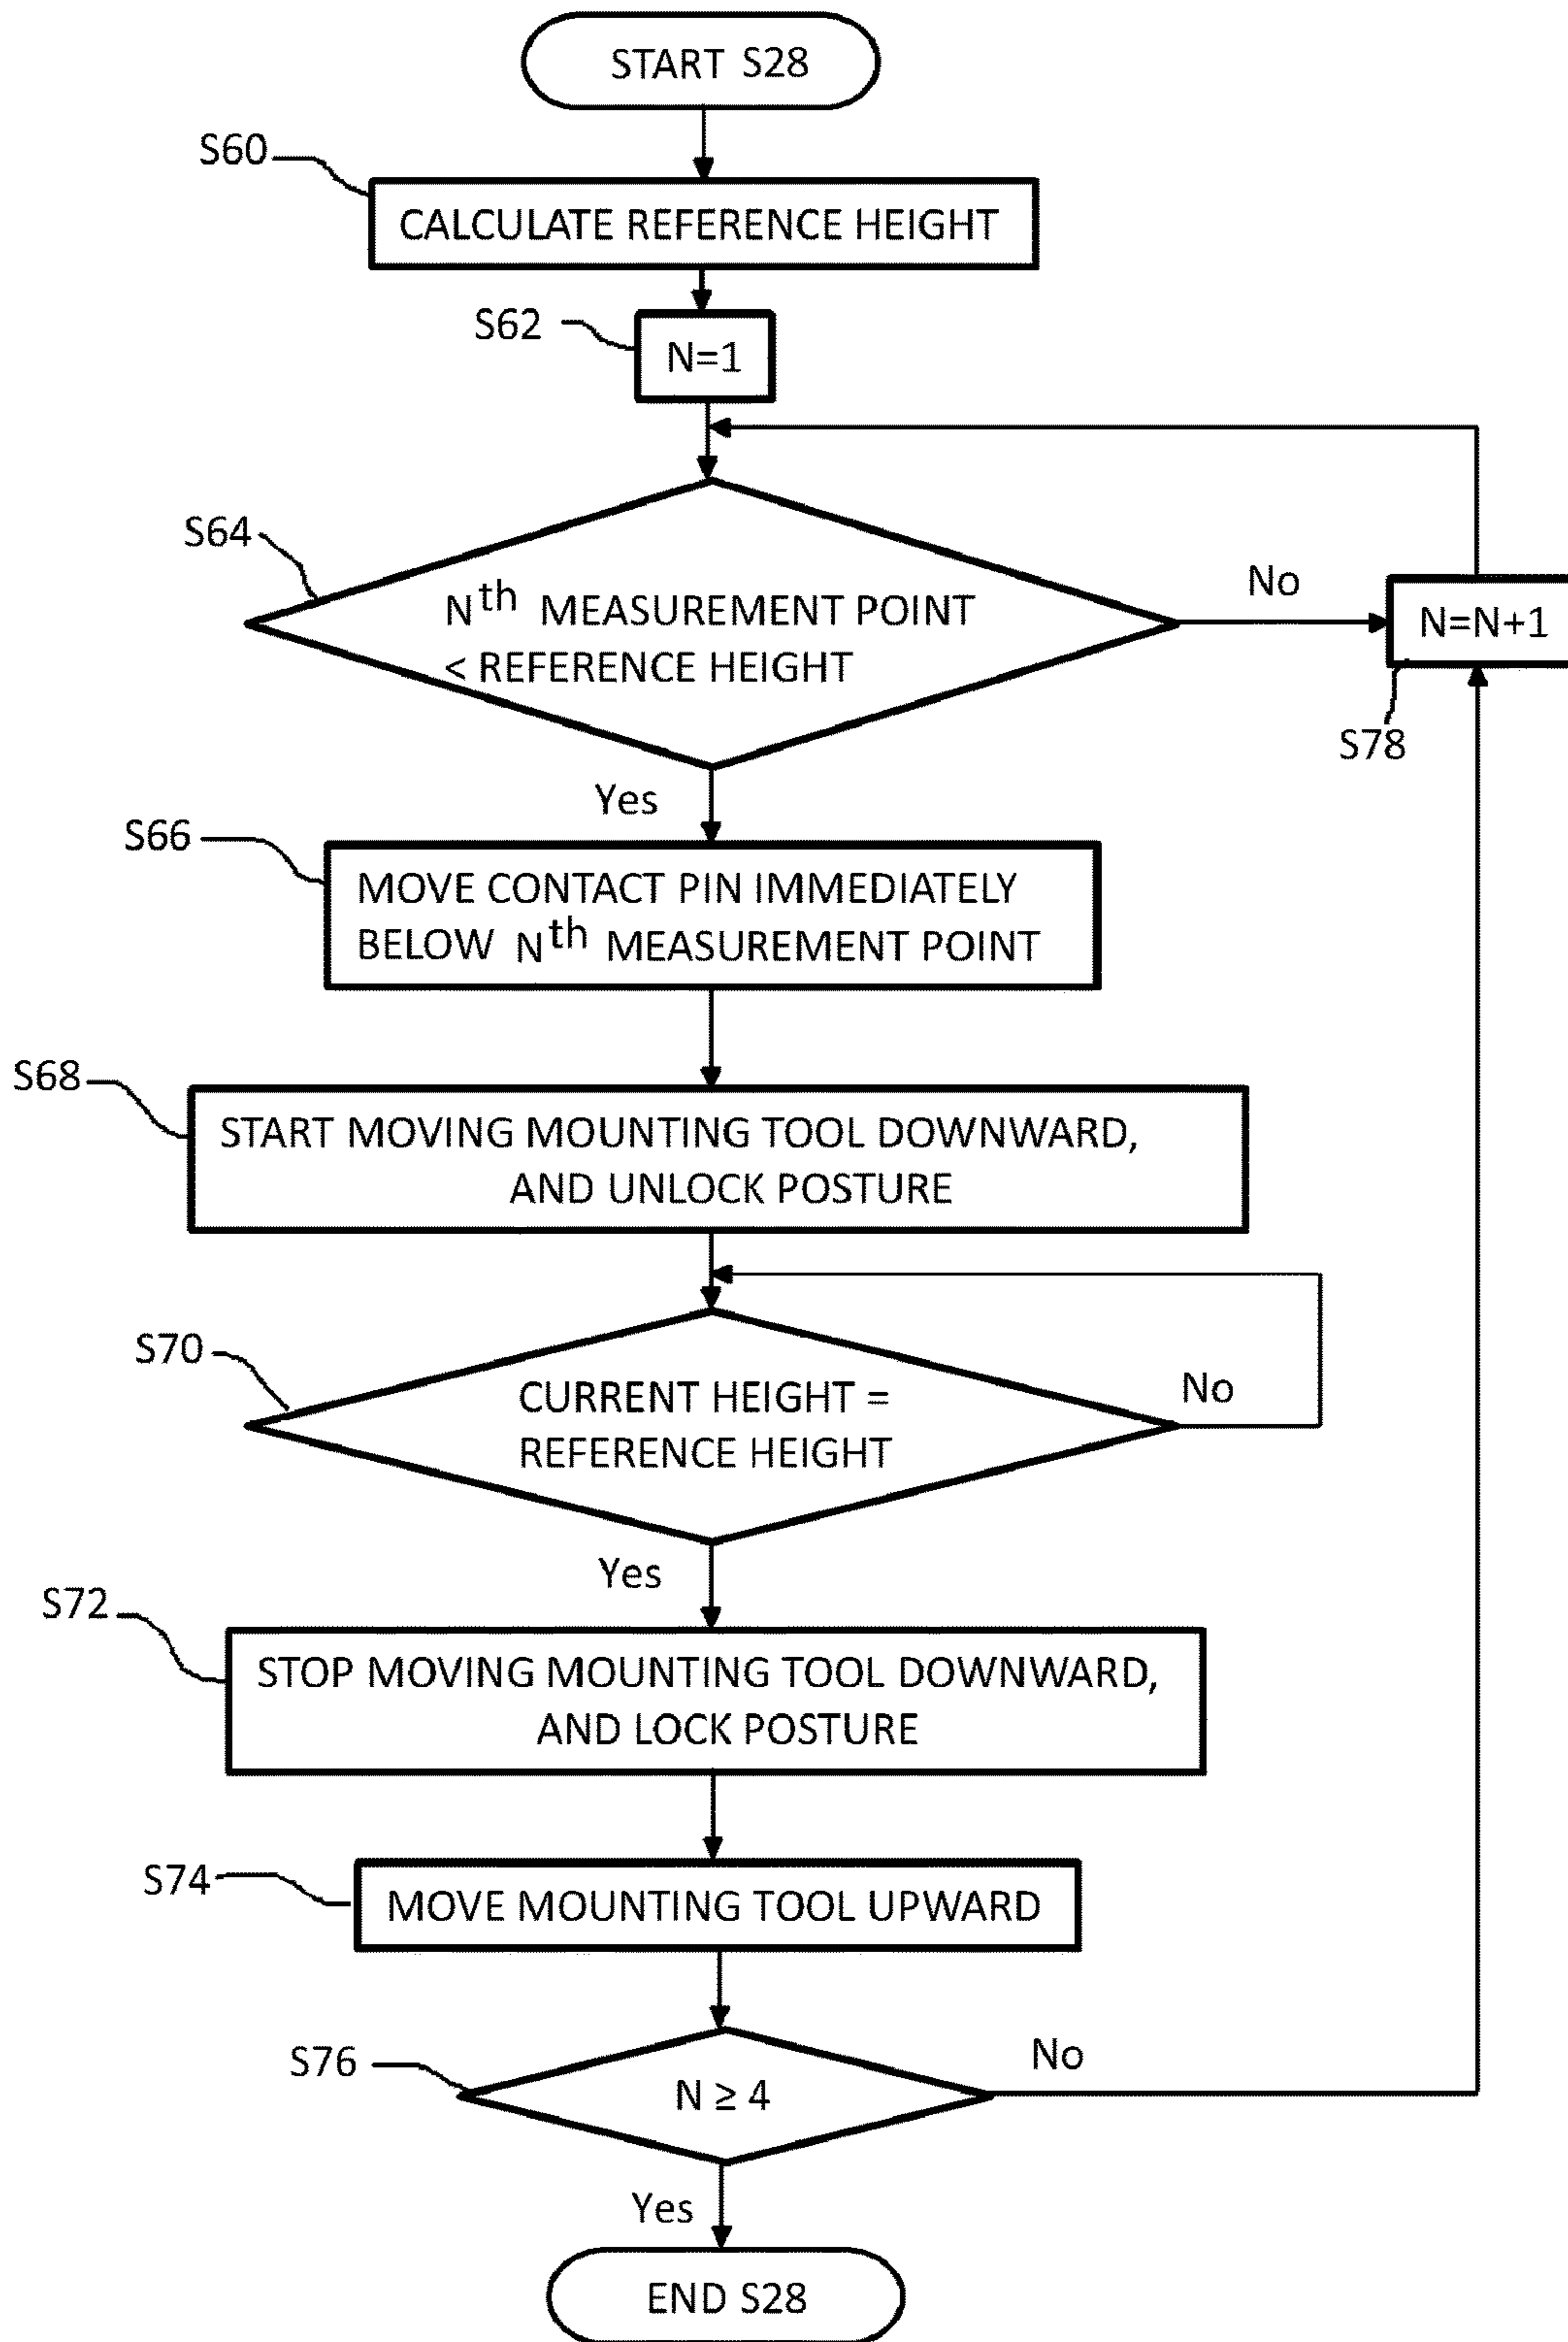 START S28
S60
CALCULATE REFERENCE HEIGHT
S62
N=1
S64
Nth MEASUREMENT POINT
< REFERENCE HEIGHT
No
N=N+1
S78
Yes
S66
MOVE CONTACT PIN IMMEDIATELY
BELOW Nth MEASUREMENT POINT
S68
START MOVING MOUNTING TOOL DOWNWARD,
AND UNLOCK POSTURE
S70
CURRENT HEIGHT =
REFERENCE HEIGHT
No
Yes
S72
STOP MOVING MOUNTING TOOL DOWNWARD,
AND LOCK POSTURE
S74
MOVE MOUNTING TOOL UPWARD
S76
N ≥ 4
No
Yes
END S28